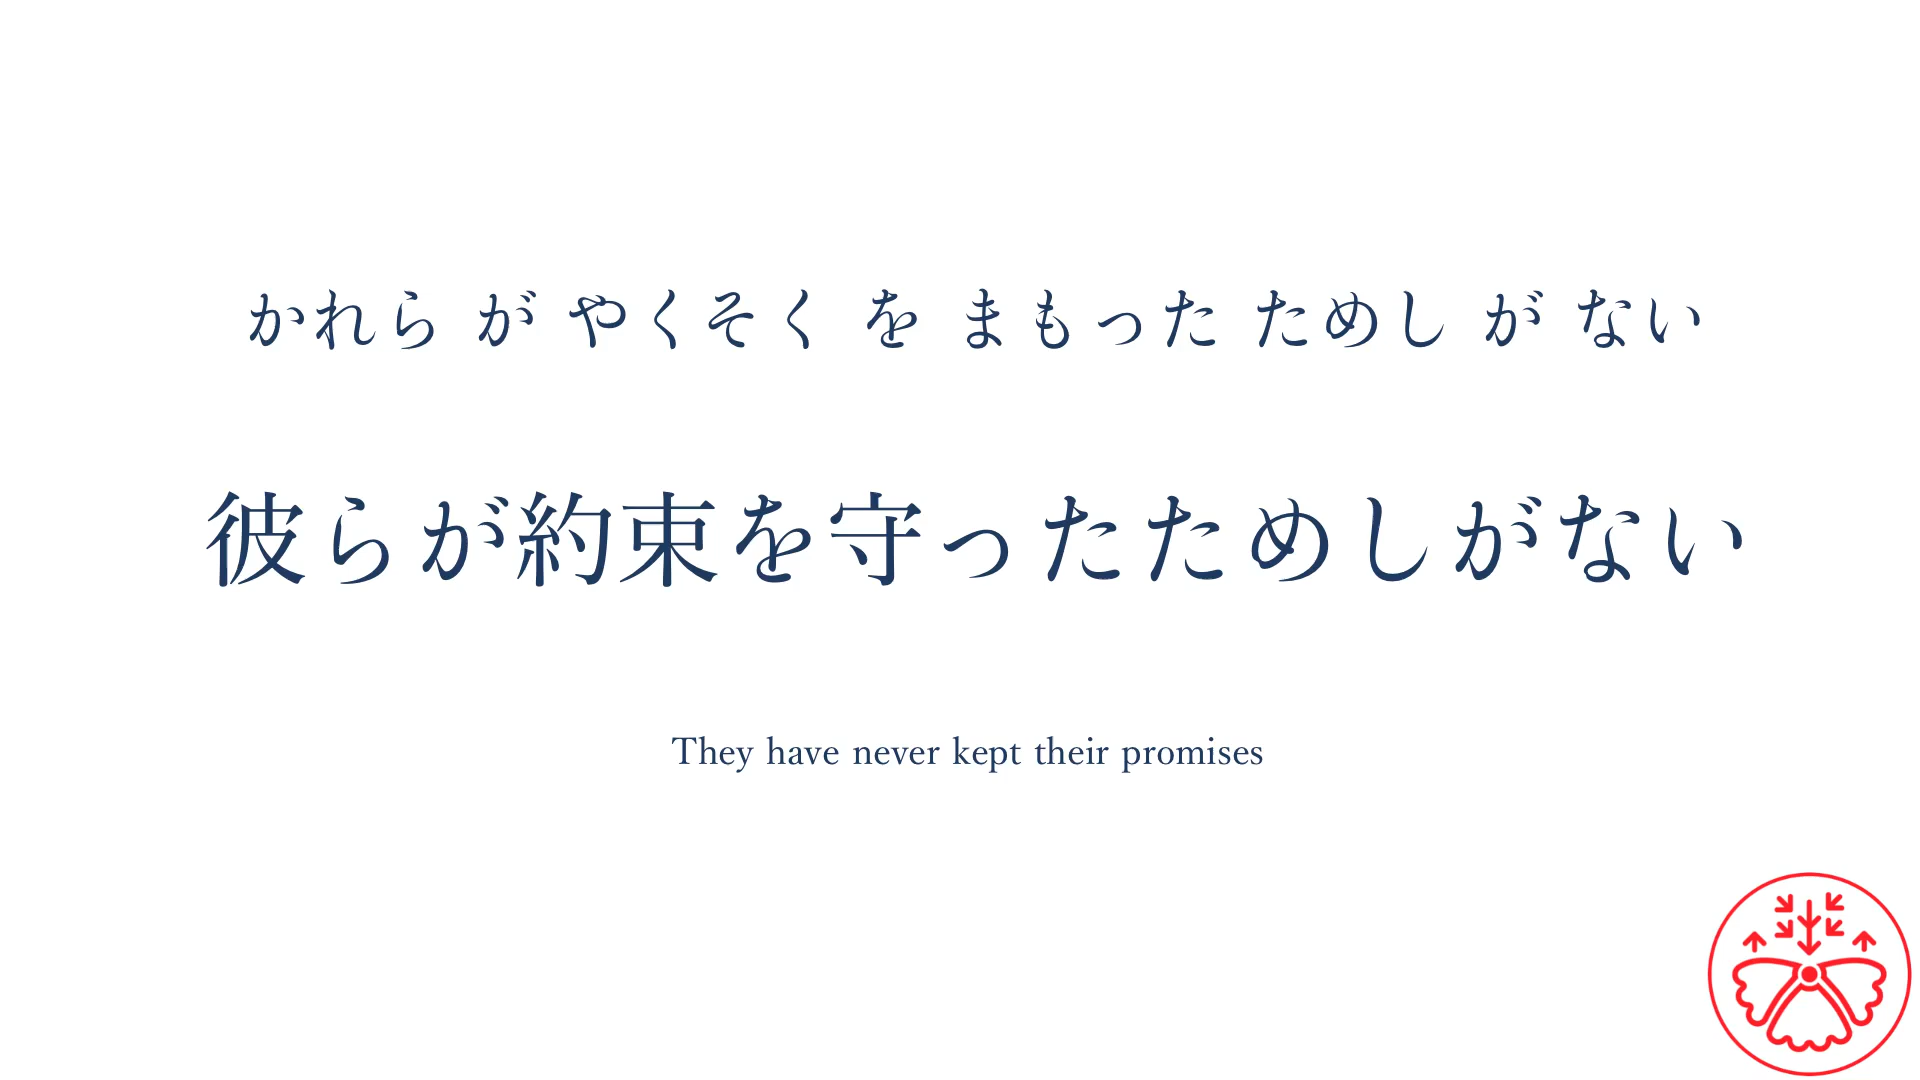 かれら が やくそく を まもった ためし が ない
彼らが約束を守ったためしがない
They have never kept their promises